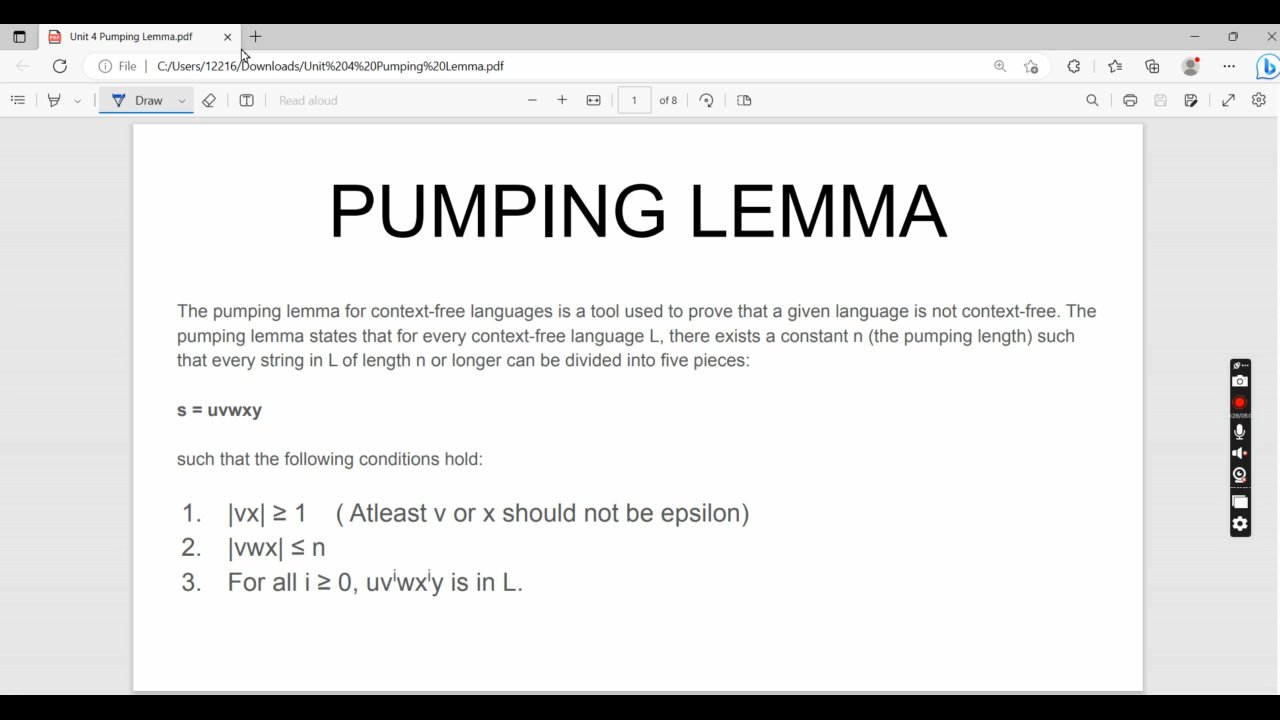 Unit 4 Pumping Lemma.pdf
File | C:/Users/12216/Downloads/Unit%204%20Pumping%20Lemma.pdf
Draw Read aloud 1 of 8
PUMPING LEMMA
The pumping lemma for context-free languages is a tool used to prove that a given language is not context-free. The
pumping lemma states that for every context-free language L, there exists a constant n (the pumping length) such
that every string in L of length n or longer can be divided into five pieces:
s = uvwxy
such that the following conditions hold:
1. |vx| ≥ 1 ( Atleast v or x should not be epsilon)
2. |vwx| ≤ n
3. For all i ≥ 0, uvⁱwxⁱy is in L.